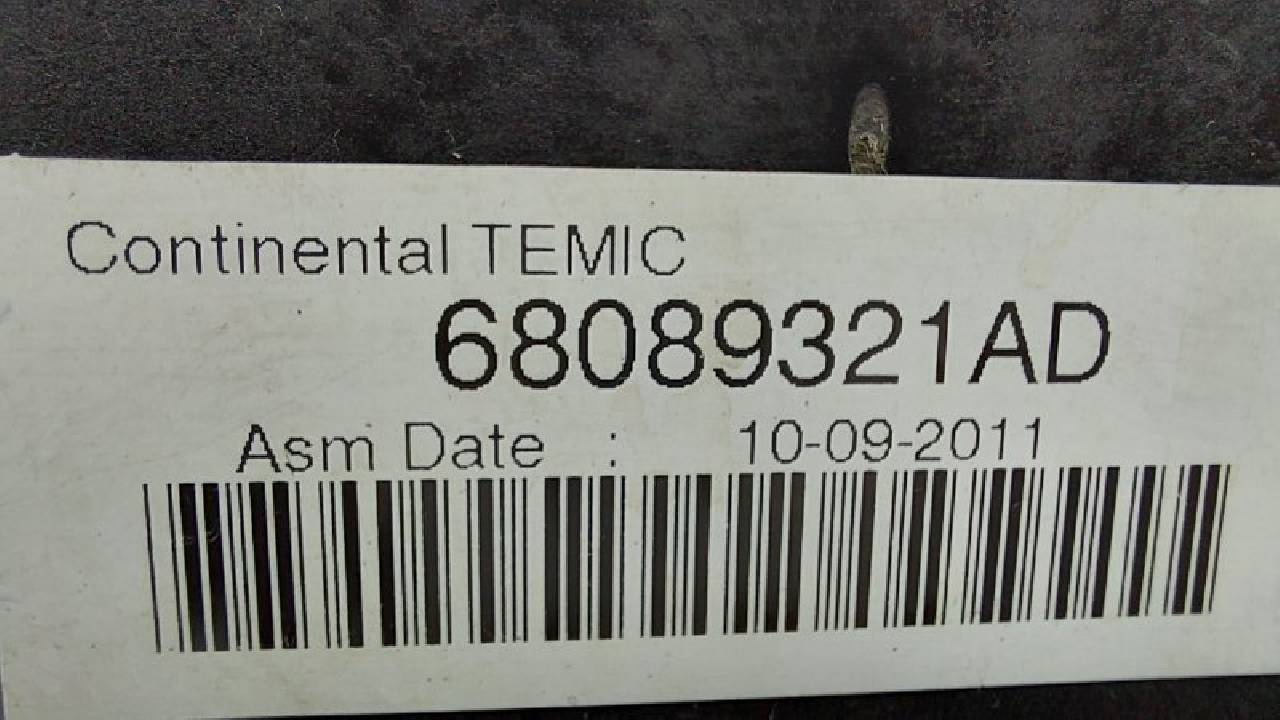 Continental TEMIC
68089321AD
Asm Date : 10-09-2011